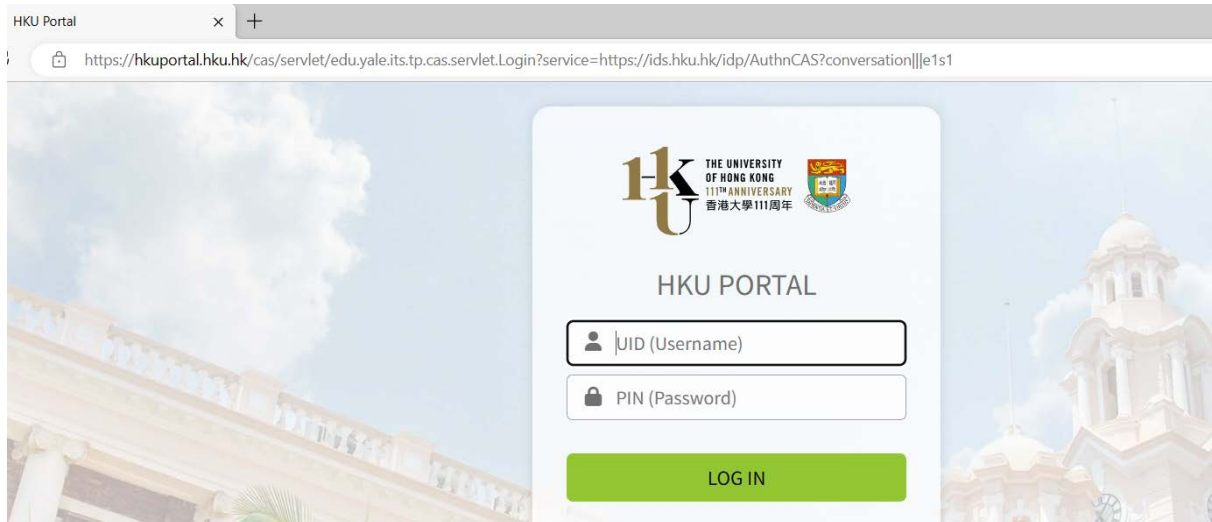 HKU Portal
https://hkuportal.hku.hk/cas/servlet/edu.yale.its.tp.cas.servlet.Login?service=https://ids.hku.hk/idp/AuthnCAS?conversation|||e1s1
HKU
THE UNIVERSITY
OF HONG KONG
111TH ANNIVERSARY
香港大學111周年
HKU PORTAL
UID (Username)
PIN (Password)
LOG IN